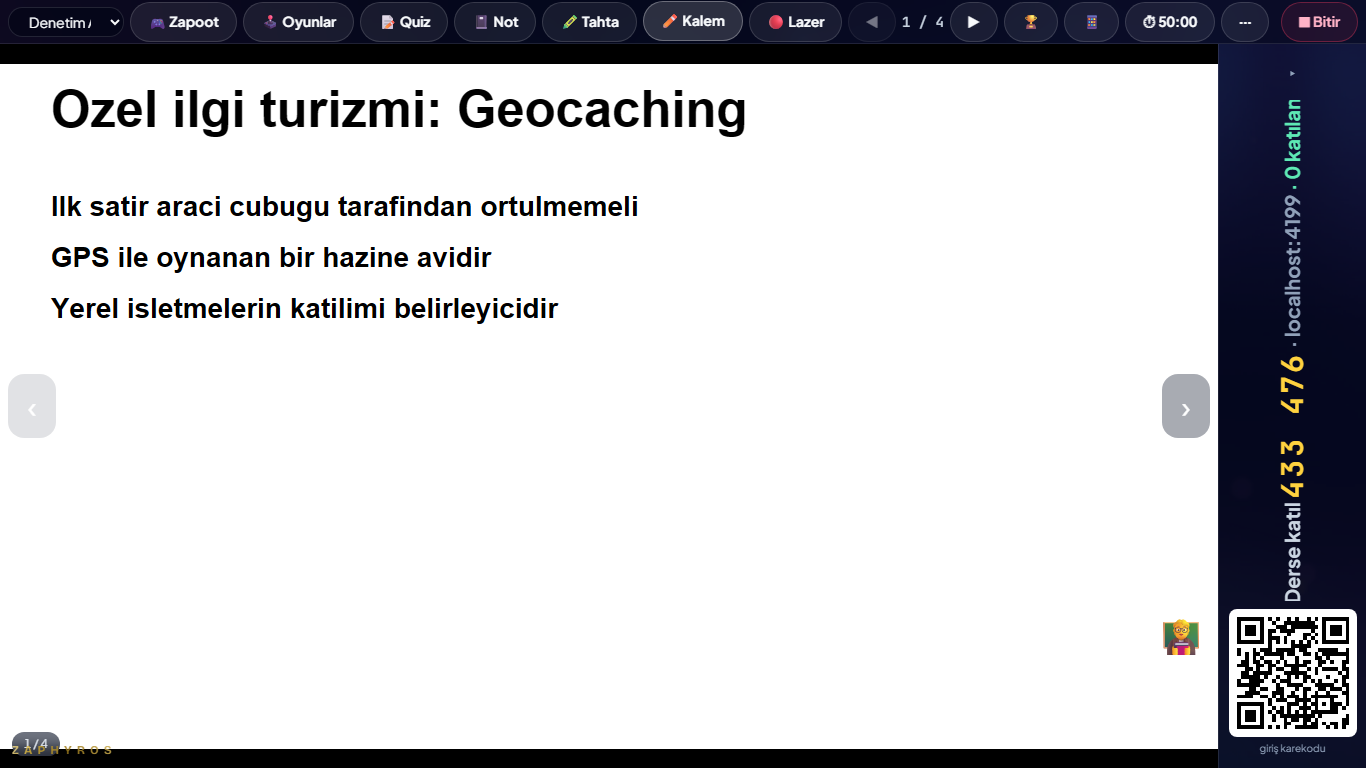 Denetim A
Zapoot
Oyunlar
Quiz
Not
Tahta
Kalem
Lazer
1 / 4
50:00
Bitir
Ozel ilgi turizmi: Geocaching
Ilk satir araci cubugu tarafindan ortulmemeli
GPS ile oynanan bir hazine avidir
Yerel isletmelerin katilimi belirleyicidir
1/4
ZAPHYROS
Derse katıl 433 476 · localhost:4199 · 0 katılan
giriş karekodu